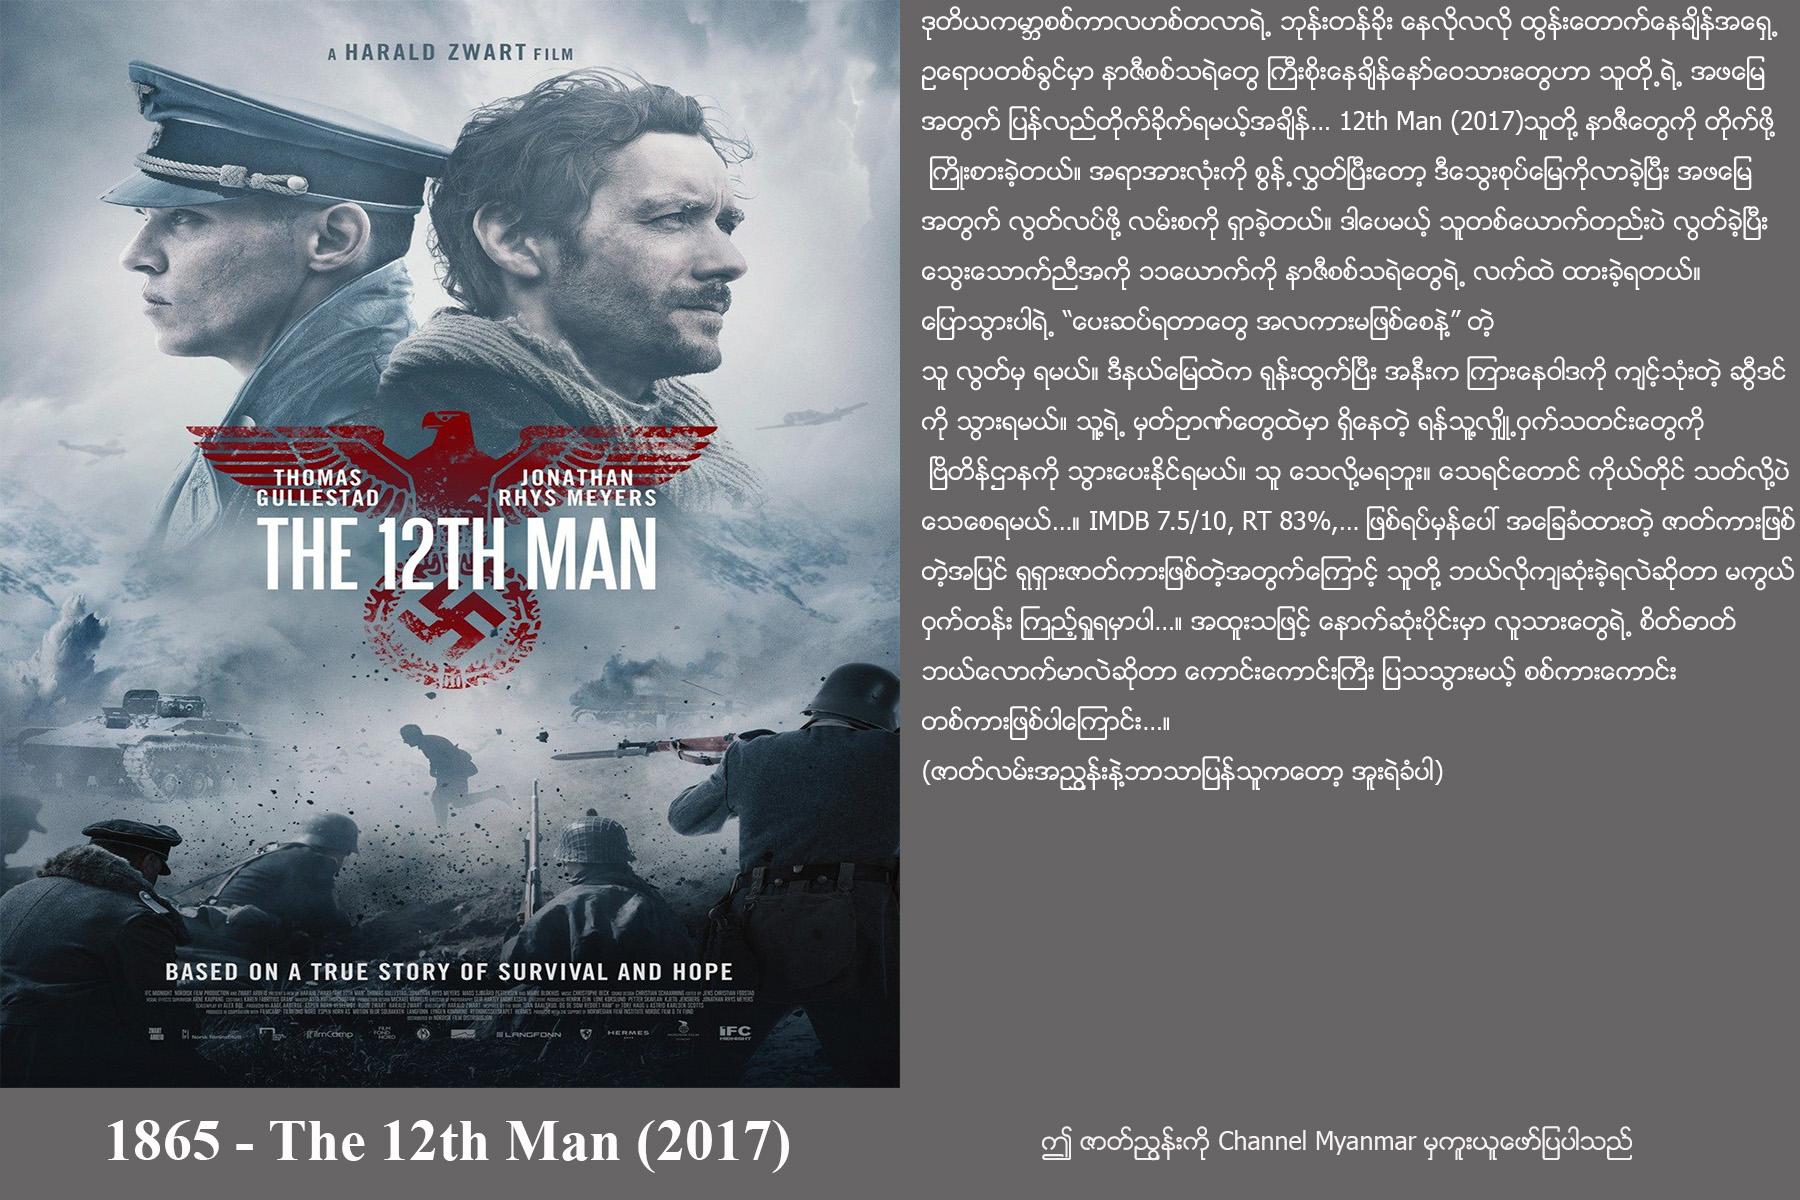 A HARALD ZWART FILM
THOMAS GULLESTAD
JONATHAN RHYS MEYERS
THE 12TH MAN
BASED ON A TRUE STORY OF SURVIVAL AND HOPE
FilmCamp
FILM FOND NORD
LANGFONN
HERMES
IFC MIDNIGHT
1865 - The 12th Man (2017)
ဒုတိယကမ္ဘာစစ်ကာလဟစ်တလာရဲ့ ဘုန်းတန်ခိုး နေလိုလလို ထွန်းတောက်နေချိန်အရှေ့
ဥရောပတစ်ခွင်မှာ နာဇီစစ်သရဲတွေ ကြီးစိုးနေချိန်နော်ဝေသားတွေဟာ သူတို့ရဲ့ အဖမြေ
အတွက် ပြန်လည်တိုက်ခိုက်ရမယ့်အချိန်... 12th Man (2017)သူတို့ နာဇီတွေကို တိုက်ဖို့
ကြိုးစားခဲ့တယ်။ အရာအားလုံးကို စွန့်လွှတ်ပြီးတော့ ဒီသွေးစုပ်မြေကိုလာခဲ့ပြီး အဖမြေ
အတွက် လွတ်လပ်ဖို့ လမ်းစကို ရှာခဲ့တယ်။ ဒါပေမယ့် သူတစ်ယောက်တည်းပဲ လွတ်ခဲ့ပြီး
သွေးသောက်ညီအကို ၁၁ယောက်ကို နာဇီစစ်သရဲတွေရဲ့ လက်ထဲ ထားခဲ့ရတယ်။
ပြောသွားပါရဲ့ “ပေးဆပ်ရတာတွေ အလကားမဖြစ်စေနဲ့” တဲ့
သူ လွတ်မှ ရမယ်။ ဒီနယ်မြေထဲက ရုန်းထွက်ပြီး အနီးက ကြားနေဝါဒကို ကျင့်သုံးတဲ့ ဆွီဒင်
ကို သွားရမယ်။ သူ့ရဲ့ မှတ်ဉာဏ်တွေထဲမှာ ရှိနေတဲ့ ရန်သူ့လျှို့ဝှက်သတင်းတွေကို
ဗြိတိန်ဌာနကို သွားပေးနိုင်ရမယ်။ သူ သေလို့မရဘူး။ သေရင်တောင် ကိုယ်တိုင် သတ်လို့ပဲ
သေစေရမယ်...။ IMDB 7.5/10, RT 83%,... ဖြစ်ရပ်မှန်ပေါ် အခြေခံထားတဲ့ ဇာတ်ကားဖြစ်
တဲ့အပြင် ရုရှားဇာတ်ကားဖြစ်တဲ့အတွက်ကြောင့် သူတို့ ဘယ်လိုကျဆုံးခဲ့ရလဲဆိုတာ မကွယ်
ဝှက်တန်း ကြည့်ရှုရမှာပါ...။ အထူးသဖြင့် နောက်ဆုံးပိုင်းမှာ လူသားတွေရဲ့ စိတ်ဓာတ်
ဘယ်လောက်မာလဲဆိုတာ ကောင်းကောင်းကြီး ပြသသွားမယ့် စစ်ကားကောင်း
တစ်ကားဖြစ်ပါကြောင်း...။
(ဇာတ်လမ်းအညွှန်းနဲ့ဘာသာပြန်သူကတော့ အူးရဲခံပါ)
ဤ ဇာတ်ညွှန်းကို Channel Myanmar မှကူးယူဖော်ပြပါသည်